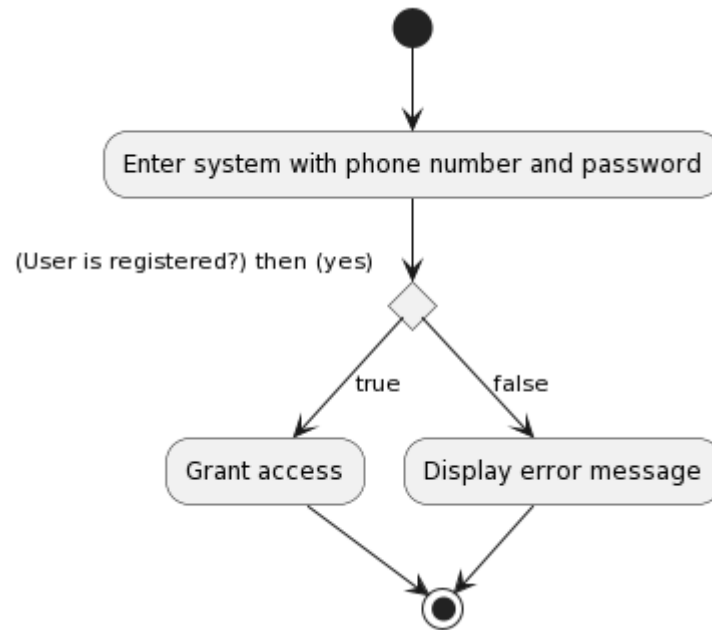 Enter system with phone number and password
(User is registered?) then (yes)
true
false
Grant access
Display error message